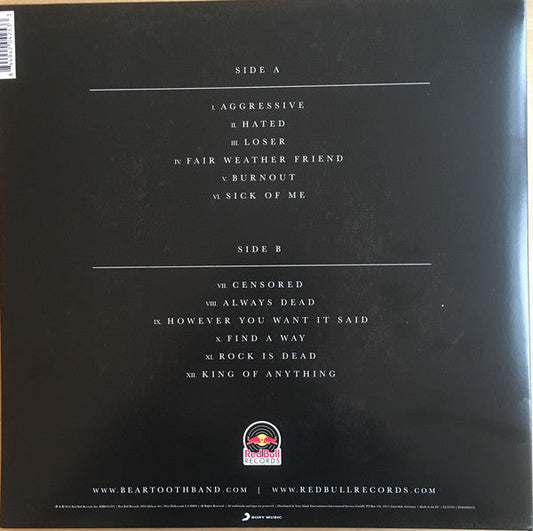 SIDE A
I. AGGRESSIVE
II. HATED
III. LOSER
IV. FAIR WEATHER FRIEND
V. BURNOUT
VI. SICK OF ME
SIDE B
VII. CENSORED
VIII. ALWAYS DEAD
IX. HOWEVER YOU WANT IT SAID
X. FIND A WAY
XI. ROCK IS DEAD
XII. KING OF ANYTHING
Red Bull
RECORDS
WWW.BEARTOOTHBAND.COM | WWW.REDBULLRECORDS.COM
SONY MUSIC